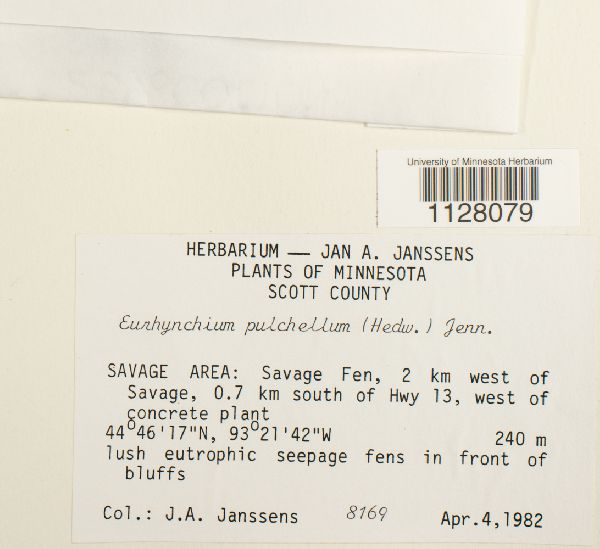 University of Minnesota Herbarium
1128079
HERBARIUM — JAN A. JANSSENS
PLANTS OF MINNESOTA
SCOTT COUNTY
Eurhynchium pulchellum (Hedw.) Jenn.
SAVAGE AREA: Savage Fen, 2 km west of
Savage, 0.7 km south of Hwy 13, west of
concrete plant
44°46'17"N, 93°21'42"W 240 m
lush eutrophic seepage fens in front of
bluffs
Col.: J.A. Janssens 8169 Apr.4,1982